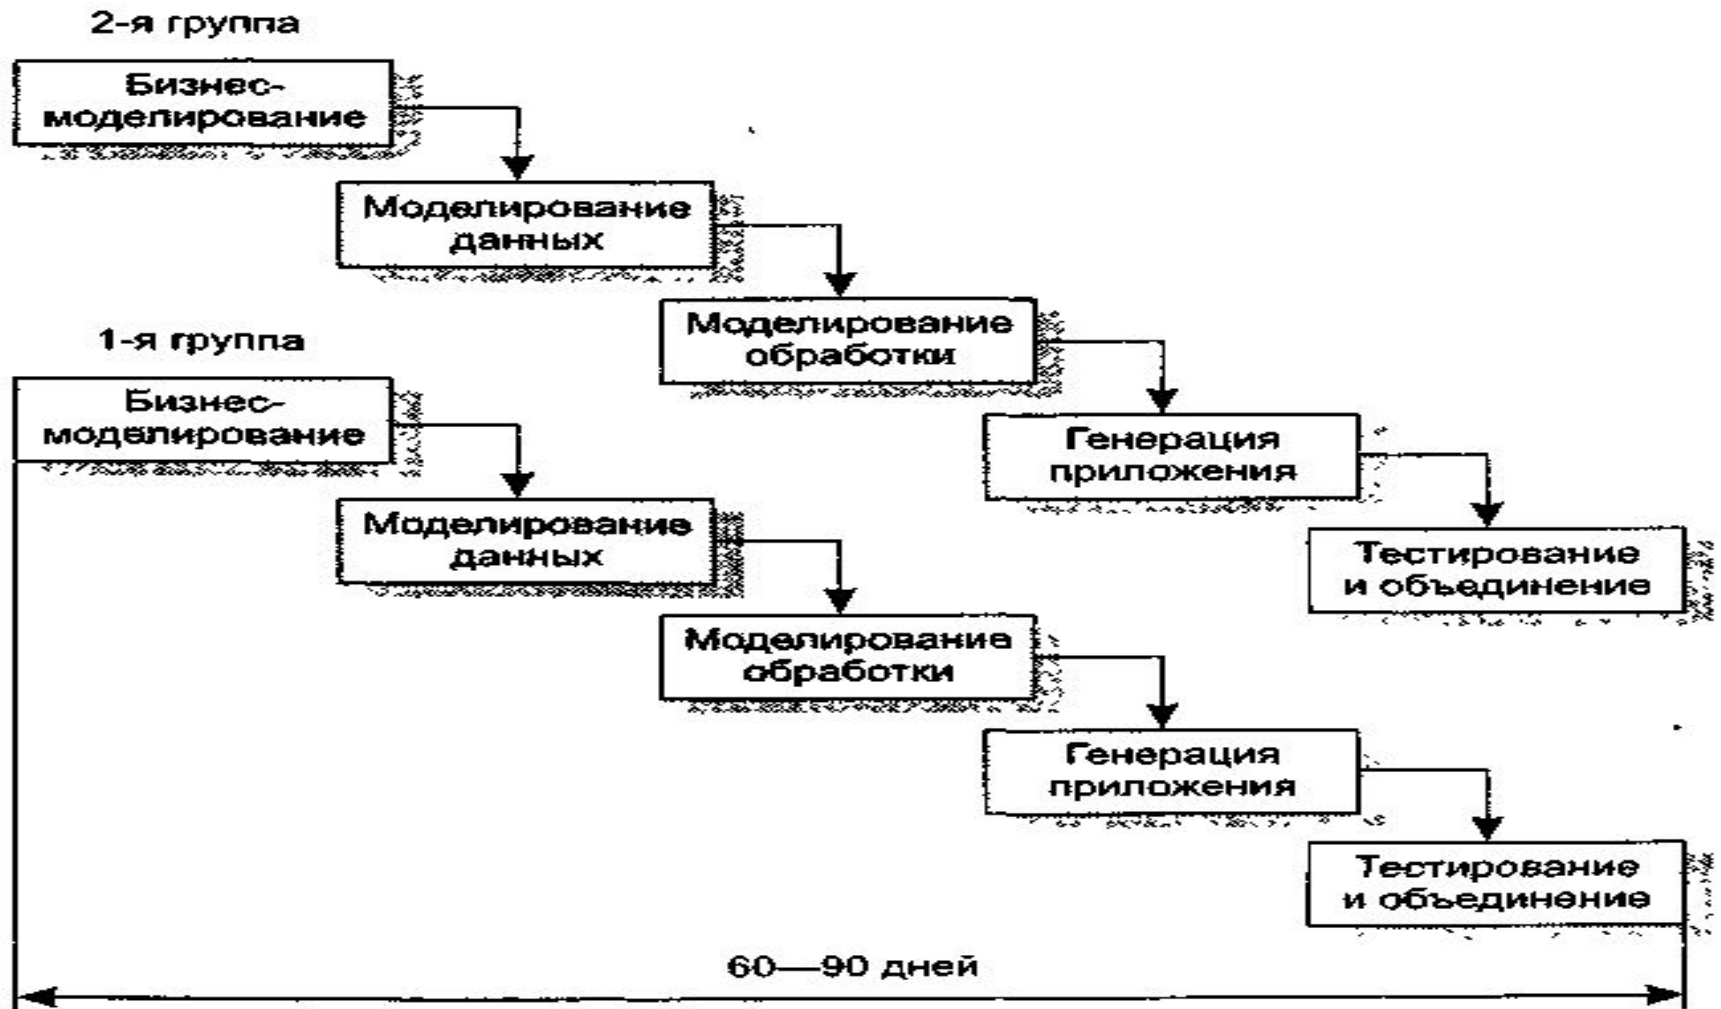 2-я группа
Бизнес-
моделирование
Моделирование
данных
Моделирование
обработки
Генерация
приложения
Тестирование
и объединение
1-я группа
Бизнес-
моделирование
Моделирование
данных
Моделирование
обработки
Генерация
приложения
Тестирование
и объединение
60—90 дней